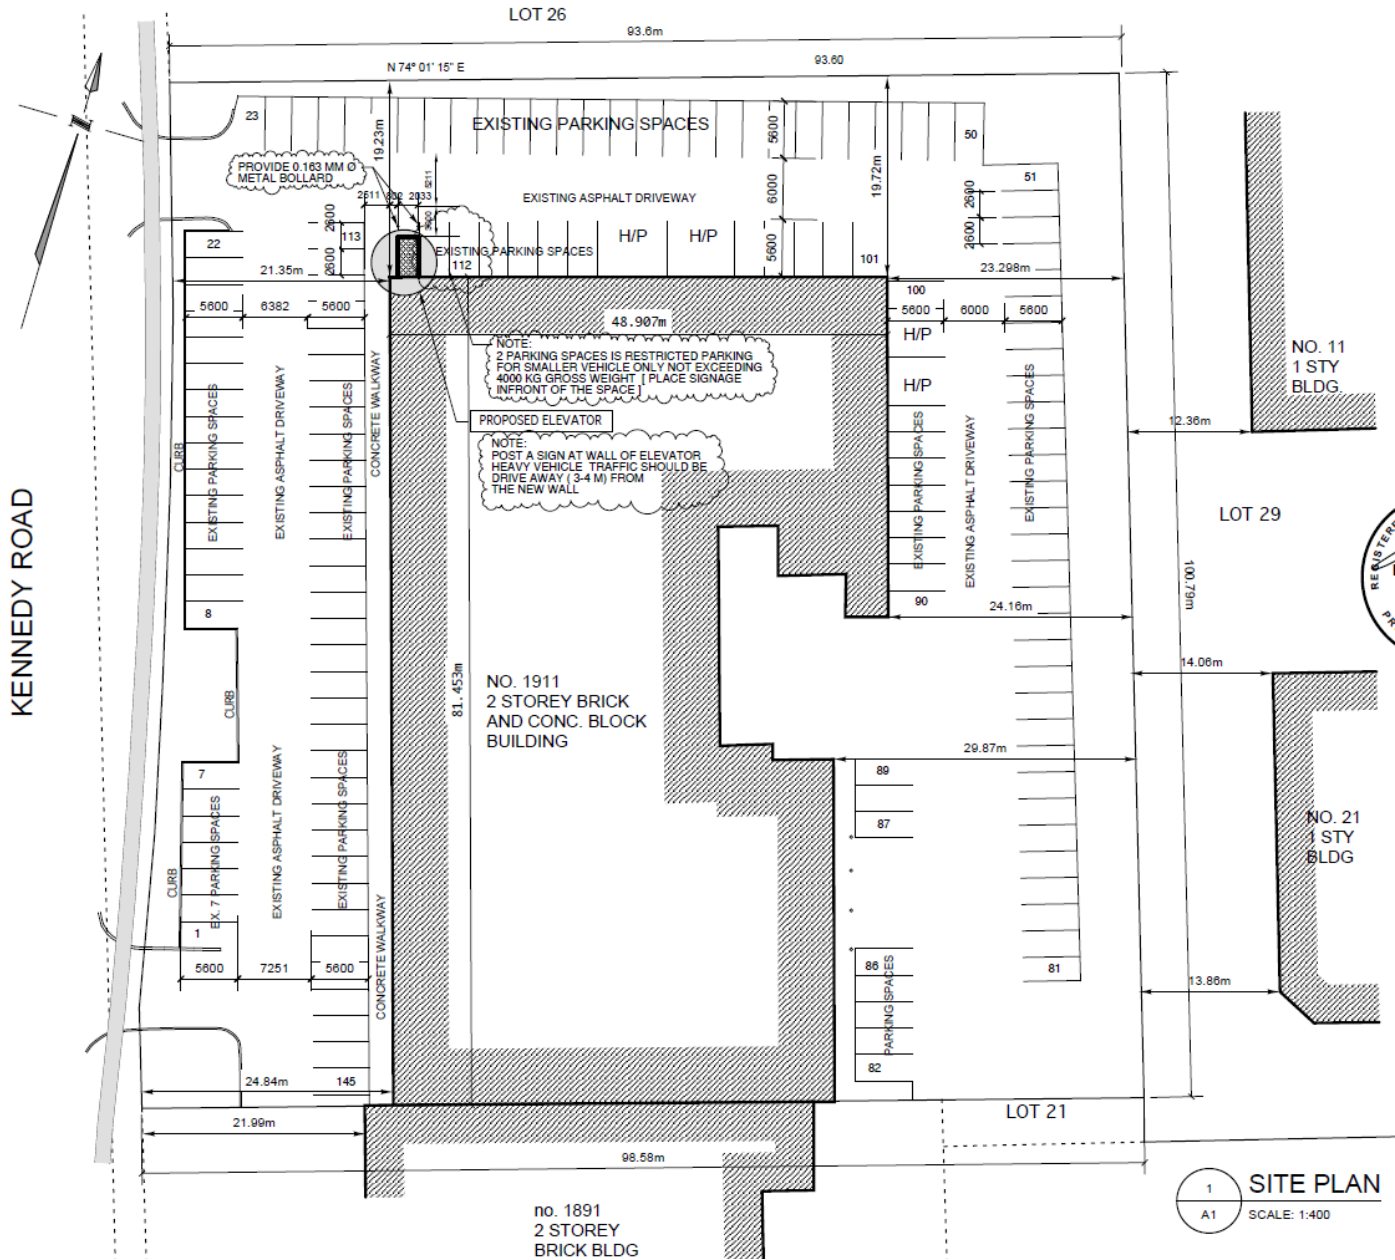 LOT 26
93.6m
N 74° 01' 15" E
93.60
23
EXISTING PARKING SPACES
50
5600
19.23m
PROVIDE 0.163 MM Ø
METAL BOLLARD
5211
19.72m
51
2511
802
2033
EXISTING ASPHALT DRIVEWAY
6000
2600
2600
3600
22
2600
113
2600
EXISTING PARKING SPACES
112
H/P
H/P
5600
101
21.35m
23.298m
5600
6382
5600
48.907m
100
5600
6000
5600
H/P
H/P
NOTE:
2 PARKING SPACES IS RESTRICTED PARKING
FOR SMALLER VEHICLE ONLY NOT EXCEEDING
4000 KG GROSS WEIGHT [ PLACE SIGNAGE
INFRONT OF THE SPACE ]
NO. 11
1 STY
BLDG.
PROPOSED ELEVATOR
NOTE:
POST A SIGN AT WALL OF ELEVATOR
HEAVY VEHICLE TRAFFIC SHOULD BE
DRIVE AWAY ( 3-4 M) FROM
THE NEW WALL
12.36m
CURB
EXISTING PARKING SPACES
EXISTING ASPHALT DRIVEWAY
EXISTING PARKING SPACES
CONCRETE WALKWAY
EXISTING PARKING SPACES
EXISTING ASPHALT DRIVEWAY
EXISTING PARKING SPACES
LOT 29
KENNEDY ROAD
100.79m
8
90
24.16m
14.06m
CURB
81.453m
NO. 1911
2 STOREY BRICK
AND CONC. BLOCK
BUILDING
29.87m
7
89
87
EX. 7 PARKING SPACES
EXISTING ASPHALT DRIVEWAY
EXISTING PARKING SPACES
NO. 21
1 STY
BLDG
CURB
1
CONCRETE WALKWAY
5600
7251
5600
86
PARKING SPACES
82
81
13.86m
24.84m
145
21.99m
LOT 21
98.58m
no. 1891
2 STOREY
BRICK BLDG
1
A1
SITE PLAN
SCALE: 1:400